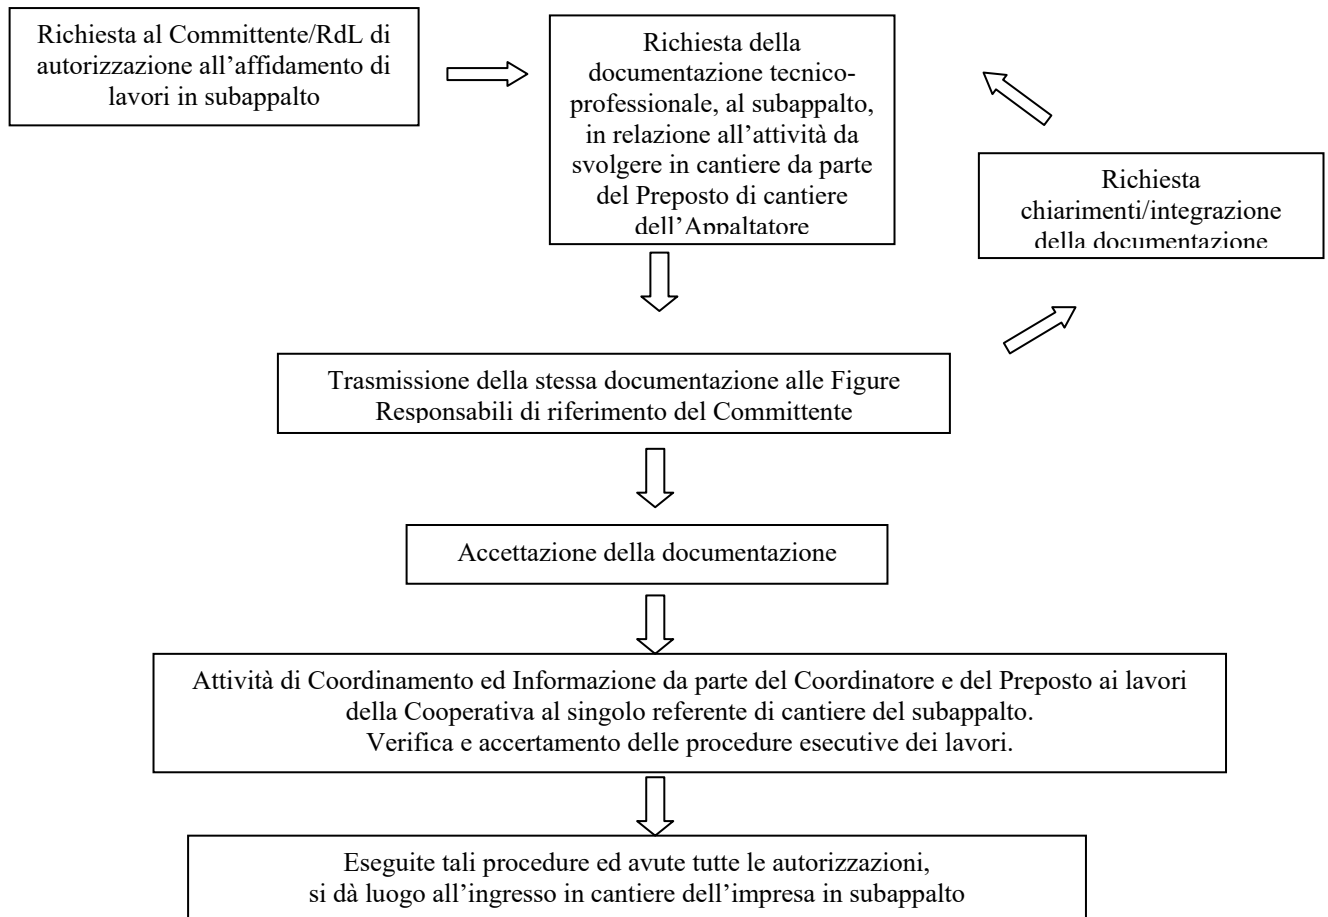 Richiesta al Committente/RdL di
autorizzazione all’affidamento di
lavori in subappalto
Richiesta della
documentazione tecnico-
professionale, al subappalto,
in relazione all’attività da
svolgere in cantiere da parte
del Preposto di cantiere
dell’Appaltatore
Richiesta
chiarimenti/integrazione
della documentazione
Trasmissione della stessa documentazione alle Figure
Responsabili di riferimento del Committente
Accettazione della documentazione
Attività di Coordinamento ed Informazione da parte del Coordinatore e del Preposto ai lavori
della Cooperativa al singolo referente di cantiere del subappalto.
Verifica e accertamento delle procedure esecutive dei lavori.
Eseguite tali procedure ed avute tutte le autorizzazioni,
si dà luogo all’ingresso in cantiere dell’impresa in subappalto